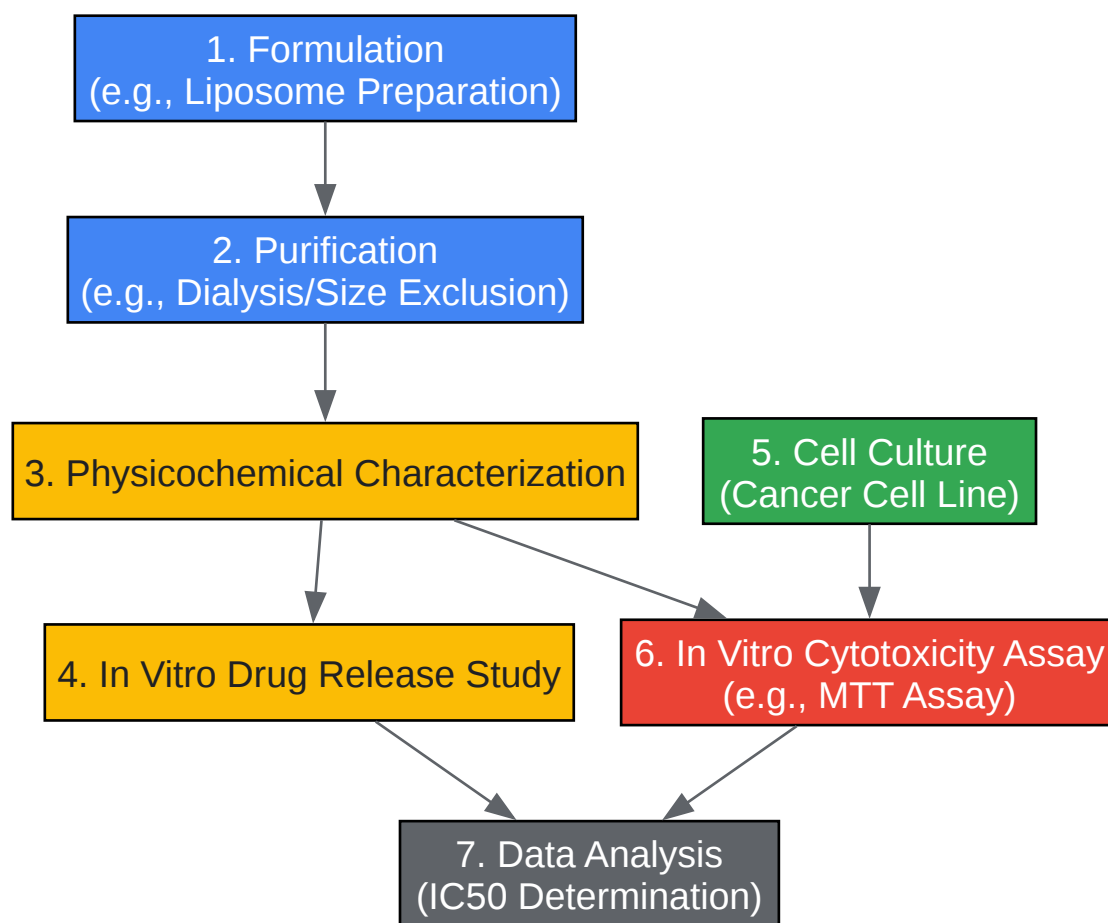 1. Formulation
(e.g., Liposome Preparation)
2. Purification
(e.g., Dialysis/Size Exclusion)
3. Physicochemical Characterization
5. Cell Culture
(Cancer Cell Line)
4. In Vitro Drug Release Study
6. In Vitro Cytotoxicity Assay
(e.g., MTT Assay)
7. Data Analysis
(IC50 Determination)